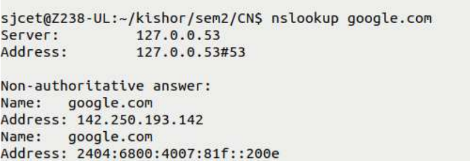 sjcet@Z238-UL:~/kishor/sem2/CN$ nslookup google.com
Server:         127.0.0.53
Address:        127.0.0.53#53

Non-authoritative answer:
Name:   google.com
Address: 142.250.193.142
Name:   google.com
Address: 2404:6800:4007:81f::200e